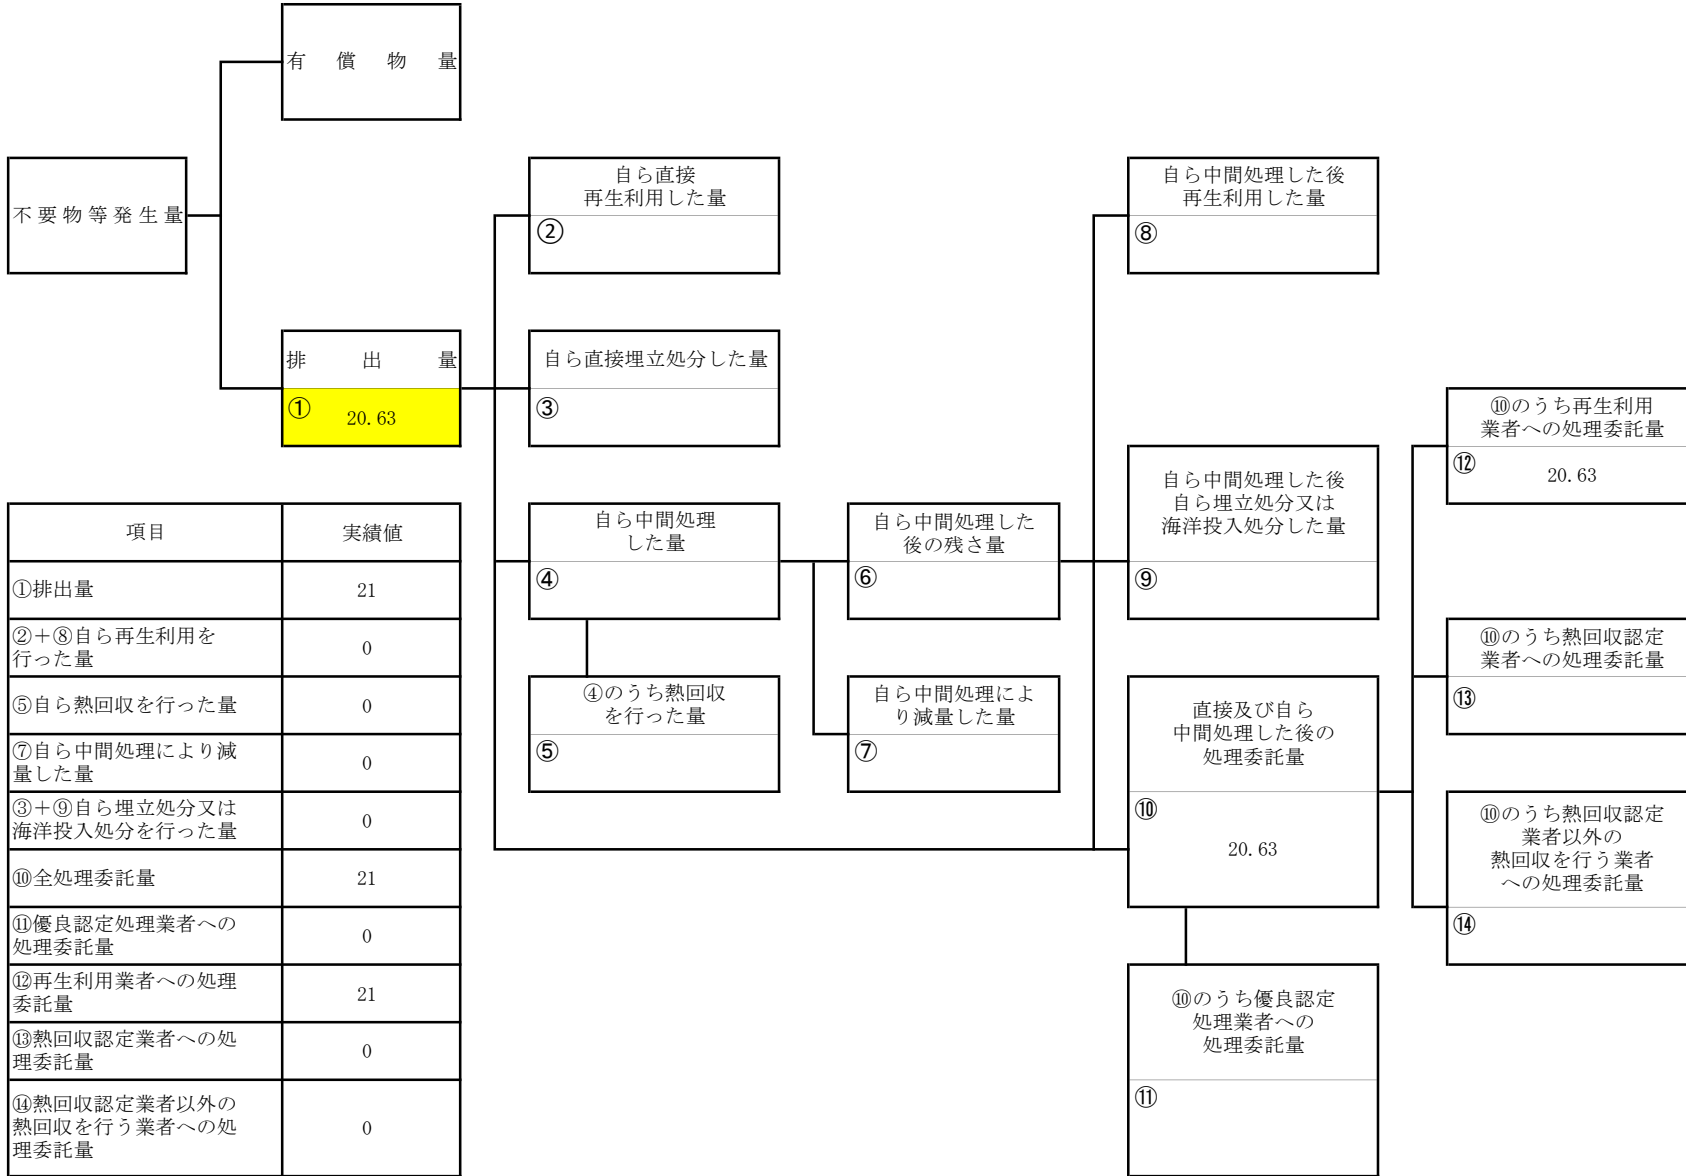 有償物量
不要物等発生量
排出量
① 20.63
自ら直接
再生利用した量
②
自ら直接埋立処分した量
③
自ら中間処理
した量
④
④のうち熱回収
を行った量
⑤
自ら中間処理した
後の残さ量
⑥
自ら中間処理によ
り減量した量
⑦
自ら中間処理した後
再生利用した量
⑧
自ら中間処理した後
自ら埋立処分又は
海洋投入処分した量
⑨
直接及び自ら
中間処理した後の
処理委託量
⑩
20.63
⑩のうち優良認定
処理業者への
処理委託量
⑪
⑩のうち再生利用
業者への処理委託量
⑫
20.63
⑩のうち熱回収認定
業者への処理委託量
⑬
⑩のうち熱回収認定
業者以外の
熱回収を行う業者
への処理委託量
⑭
項目 実績値
①排出量 21
②+⑧自ら再生利用を
行った量 0
⑤自ら熱回収を行った量 0
⑦自ら中間処理により減
量した量 0
③+⑨自ら埋立処分又は
海洋投入処分を行った量 0
⑩全処理委託量 21
⑪優良認定処理業者への
処理委託量 0
⑫再生利用業者への処理
委託量 21
⑬熱回収認定業者への処
理委託量 0
⑭熱回収認定業者以外の
熱回収を行う業者への処
理委託量 0